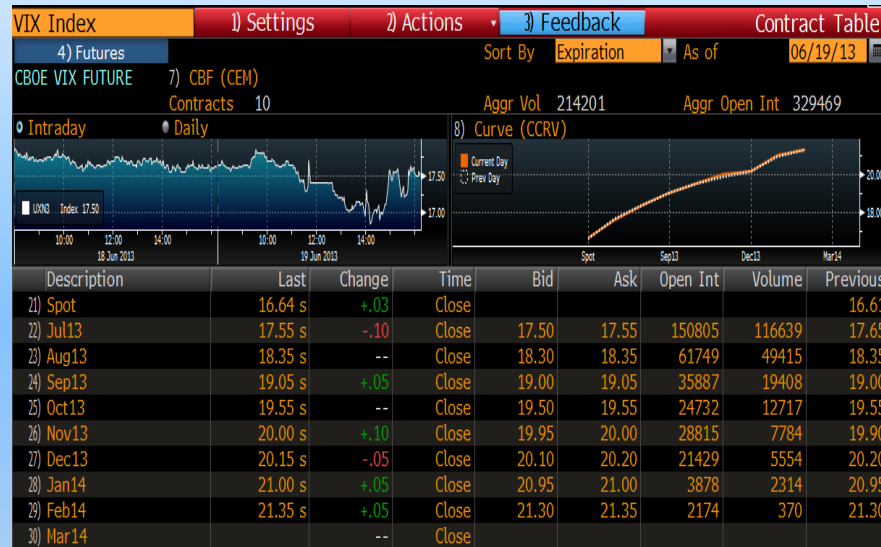 VIX Index 1) Settings 2) Actions 3) Feedback Contract Table
4) Futures Sort By Expiration As of 06/19/13
CBOE VIX FUTURE 7) CBF (CEM)
Contracts 10 Aggr Vol 214201 Aggr Open Int 329469
Intraday Daily 8) Curve (CCRV)
Current Day
Prev Day
UXN3 Index 17.50
17.50
17.00
20.00
18.00
10:00 12:00 14:00 10:00 12:00 14:00
18 Jun 2013 19 Jun 2013
Spot Sep13 Dec13 Mar14
Description Last Change Time Bid Ask Open Int Volume Previous
21) Spot 16.64 s +.03 Close 16.61
22) Jul13 17.55 s -.10 Close 17.50 17.55 150805 116639 17.65
23) Aug13 18.35 s -- Close 18.30 18.35 61749 49415 18.35
24) Sep13 19.05 s +.05 Close 19.00 19.05 35887 19408 19.00
25) Oct13 19.55 s -- Close 19.50 19.55 24732 12717 19.55
26) Nov13 20.00 s +.10 Close 19.95 20.00 28815 7784 19.90
27) Dec13 20.15 s -.05 Close 20.10 20.20 21429 5554 20.20
28) Jan14 21.00 s +.05 Close 20.95 21.00 3878 2314 20.95
29) Feb14 21.35 s +.05 Close 21.30 21.35 2174 370 21.30
30) Mar14 -- Close